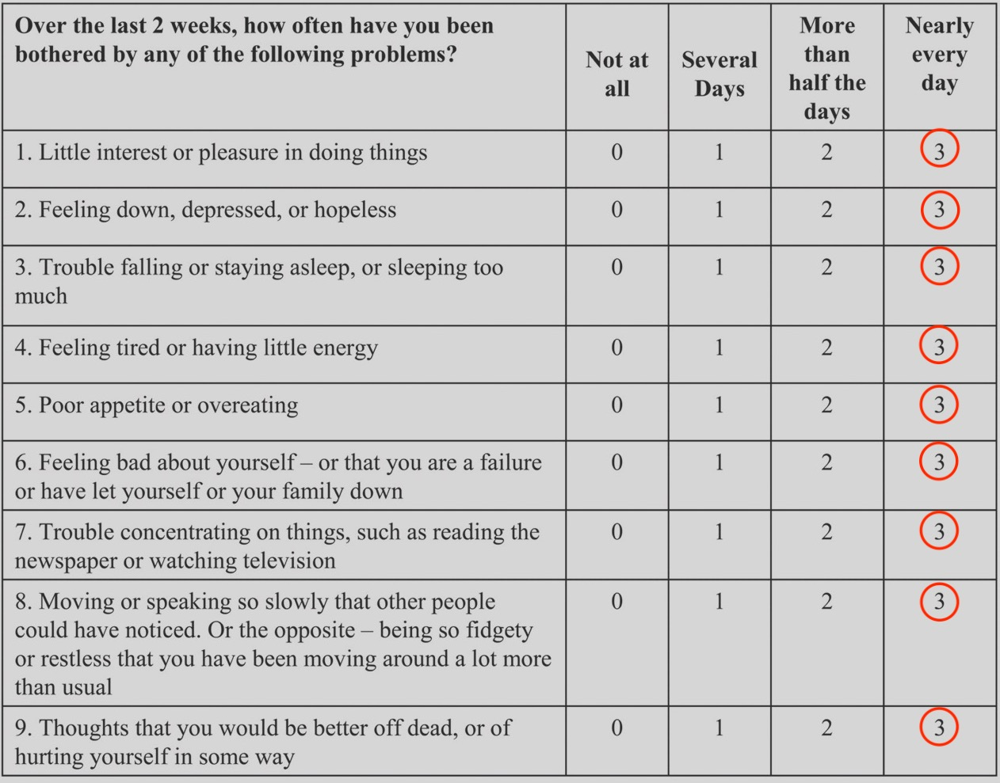 Over the last 2 weeks, how often have you been
bothered by any of the following problems?
Not at
all
Several
Days
More
than
half the
days
Nearly
every
day
1. Little interest or pleasure in doing things 0 1 2 3
2. Feeling down, depressed, or hopeless 0 1 2 3
3. Trouble falling or staying asleep, or sleeping too 0 1 2 3
much
4. Feeling tired or having little energy 0 1 2 3
5. Poor appetite or overeating 0 1 2 3
6. Feeling bad about yourself – or that you are a failure 0 1 2 3
or have let yourself or your family down
7. Trouble concentrating on things, such as reading the 0 1 2 3
newspaper or watching television
8. Moving or speaking so slowly that other people 0 1 2 3
could have noticed. Or the opposite – being so fidgety
or restless that you have been moving around a lot more
than usual
9. Thoughts that you would be better off dead, or of 0 1 2 3
hurting yourself in some way